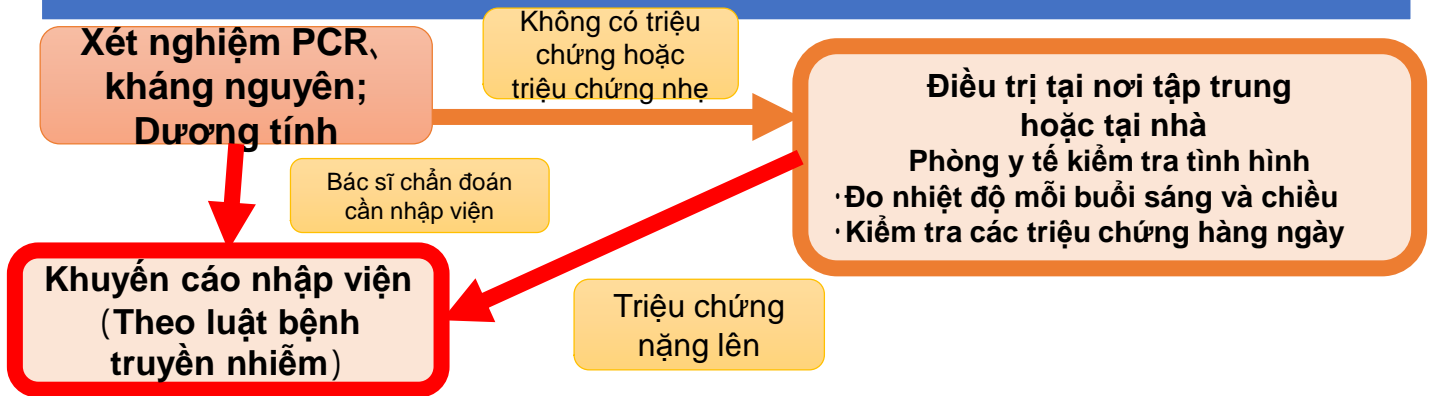 Xét nghiệm PCR、
kháng nguyên;
Dương tính
Không có triệu
chứng hoặc
triệu chứng nhẹ
Điều trị tại nơi tập trung
hoặc tại nhà
Phòng y tế kiểm tra tình hình
･Đo nhiệt độ mỗi buổi sáng và chiều
･Kiểm tra các triệu chứng hàng ngày
Bác sĩ chẩn đoán
cần nhập viện
Khuyến cáo nhập viện
（Theo luật bệnh
truyền nhiễm）
Triệu chứng
nặng lên